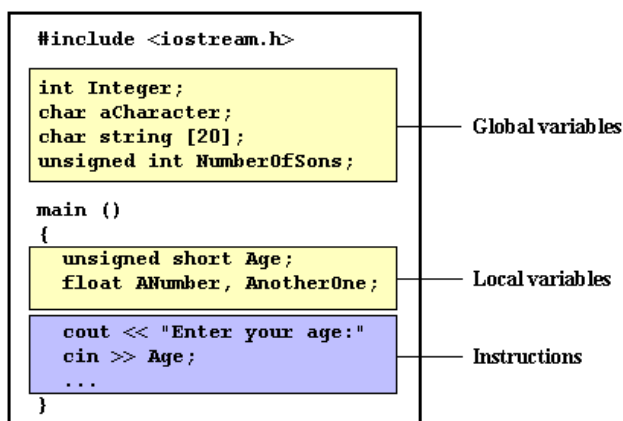 #include <iostream.h>
int Integer;
char aCharacter;
char string [20];
unsigned int NumberOfSons;
Global variables
main ()
{
unsigned short Age;
float ANumber, AnotherOne;
Local variables
cout << "Enter your age:"
cin >> Age;
...
Instructions
}